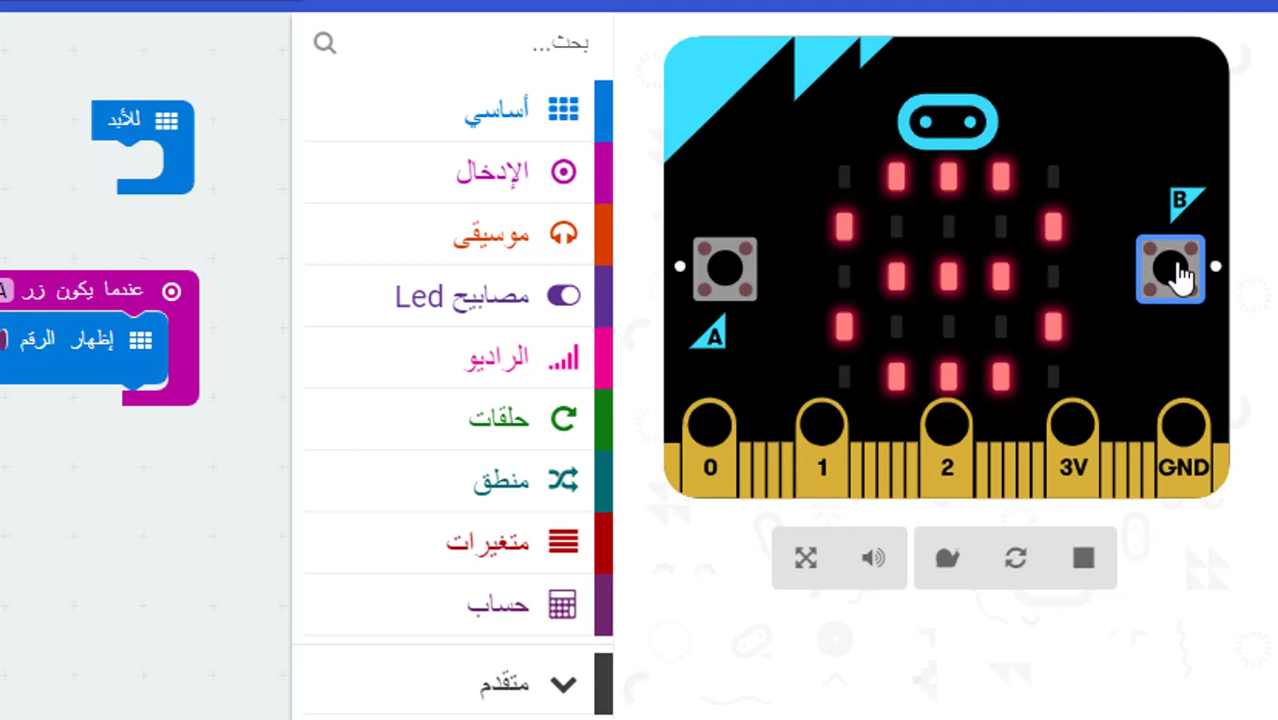 بحث...
أساسي
الإدخال
موسيقى
مصابيح Led
الراديو
حلقات
منطق
متغيرات
حساب
متقدم
للأبد
عندما يكون زر A
إظهار الرقم
B
A
0 1 2 3V GND